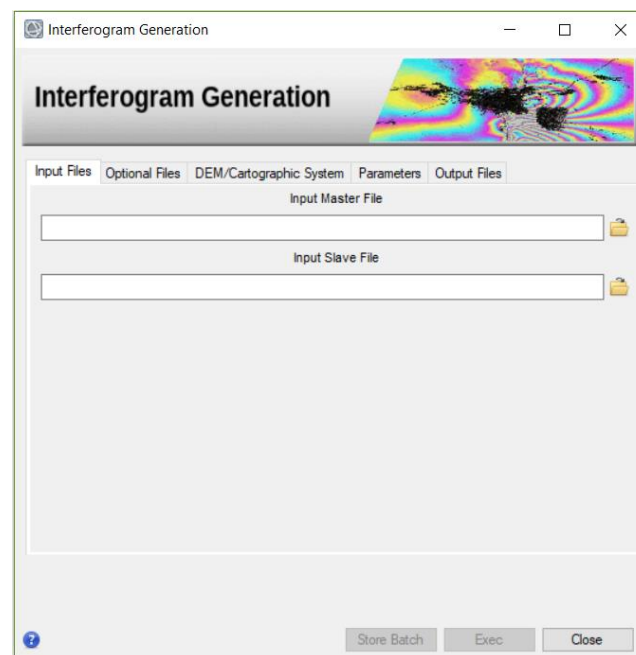 Interferogram Generation
Interferogram Generation
Input Files Optional Files DEM/Cartographic System Parameters Output Files
Input Master File
Input Slave File
? Store Batch Exec Close